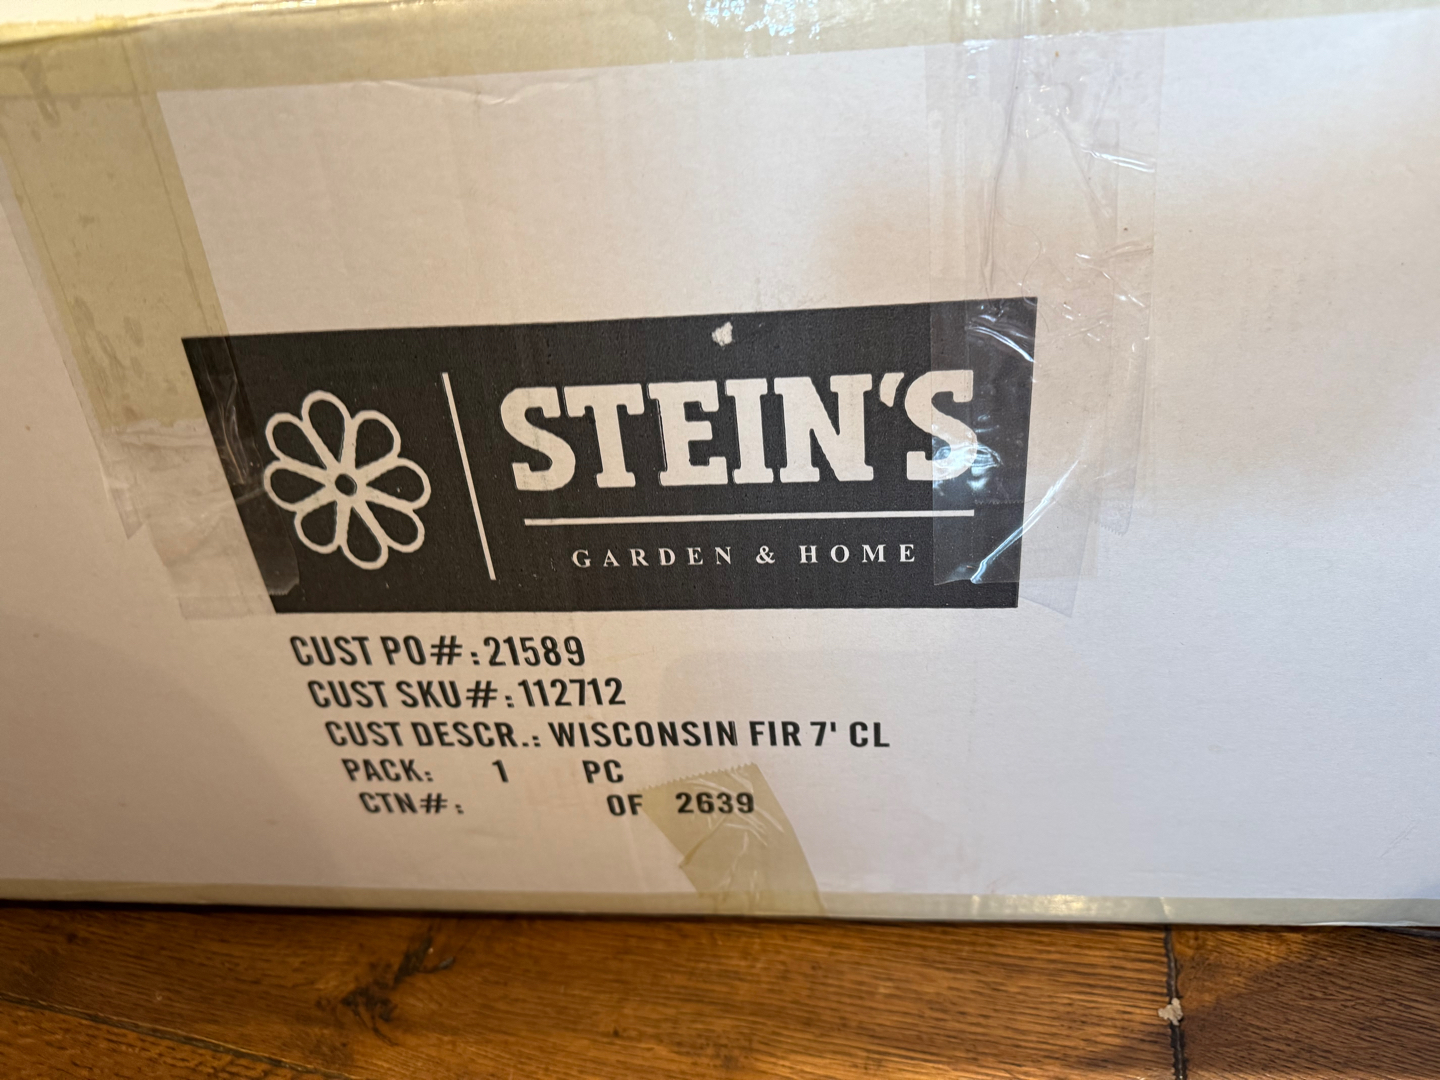 STEIN'S
GARDEN & HOME
CUST PO#:21589
CUST SKU#:112712
CUST DESCR.: WISCONSIN FIR 7' CL
PACK: 1 PC
CTN#: OF 2639